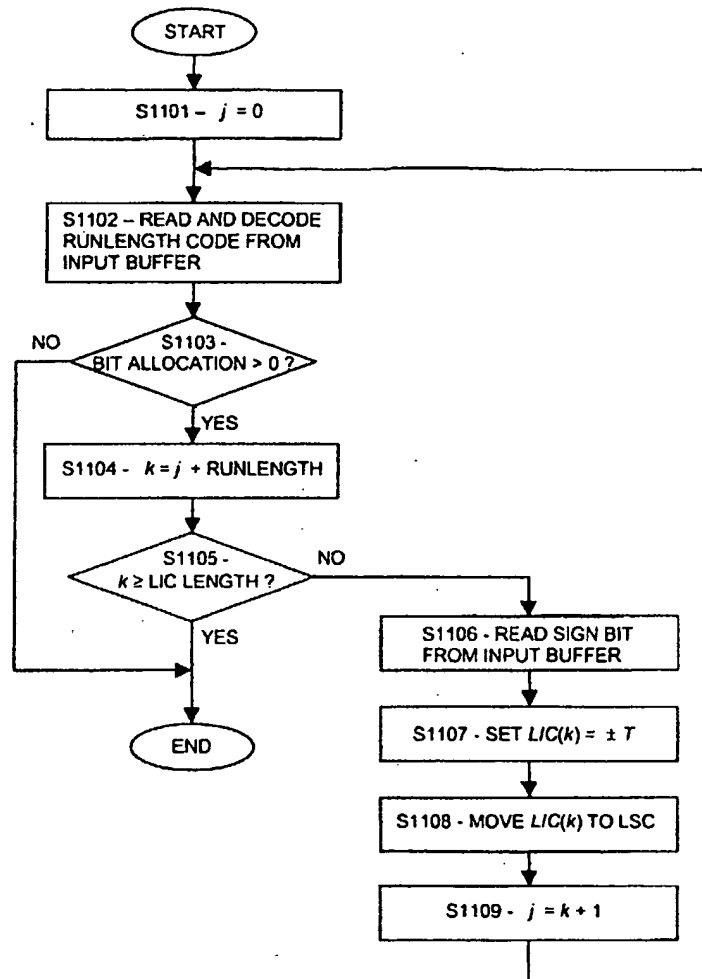 START
S1101 – j = 0
S1102 – READ AND DECODE
RUNLENGTH CODE FROM
INPUT BUFFER
NO
S1103 -
BIT ALLOCATION > 0 ?
YES
S1104 - k = j + RUNLENGTH
S1105 -
k ≥ LIC LENGTH ?
NO
YES
S1106 - READ SIGN BIT
FROM INPUT BUFFER
S1107 - SET LIC(k) = ± T
END
S1108 - MOVE LIC(k) TO LSC
S1109 - j = k + 1